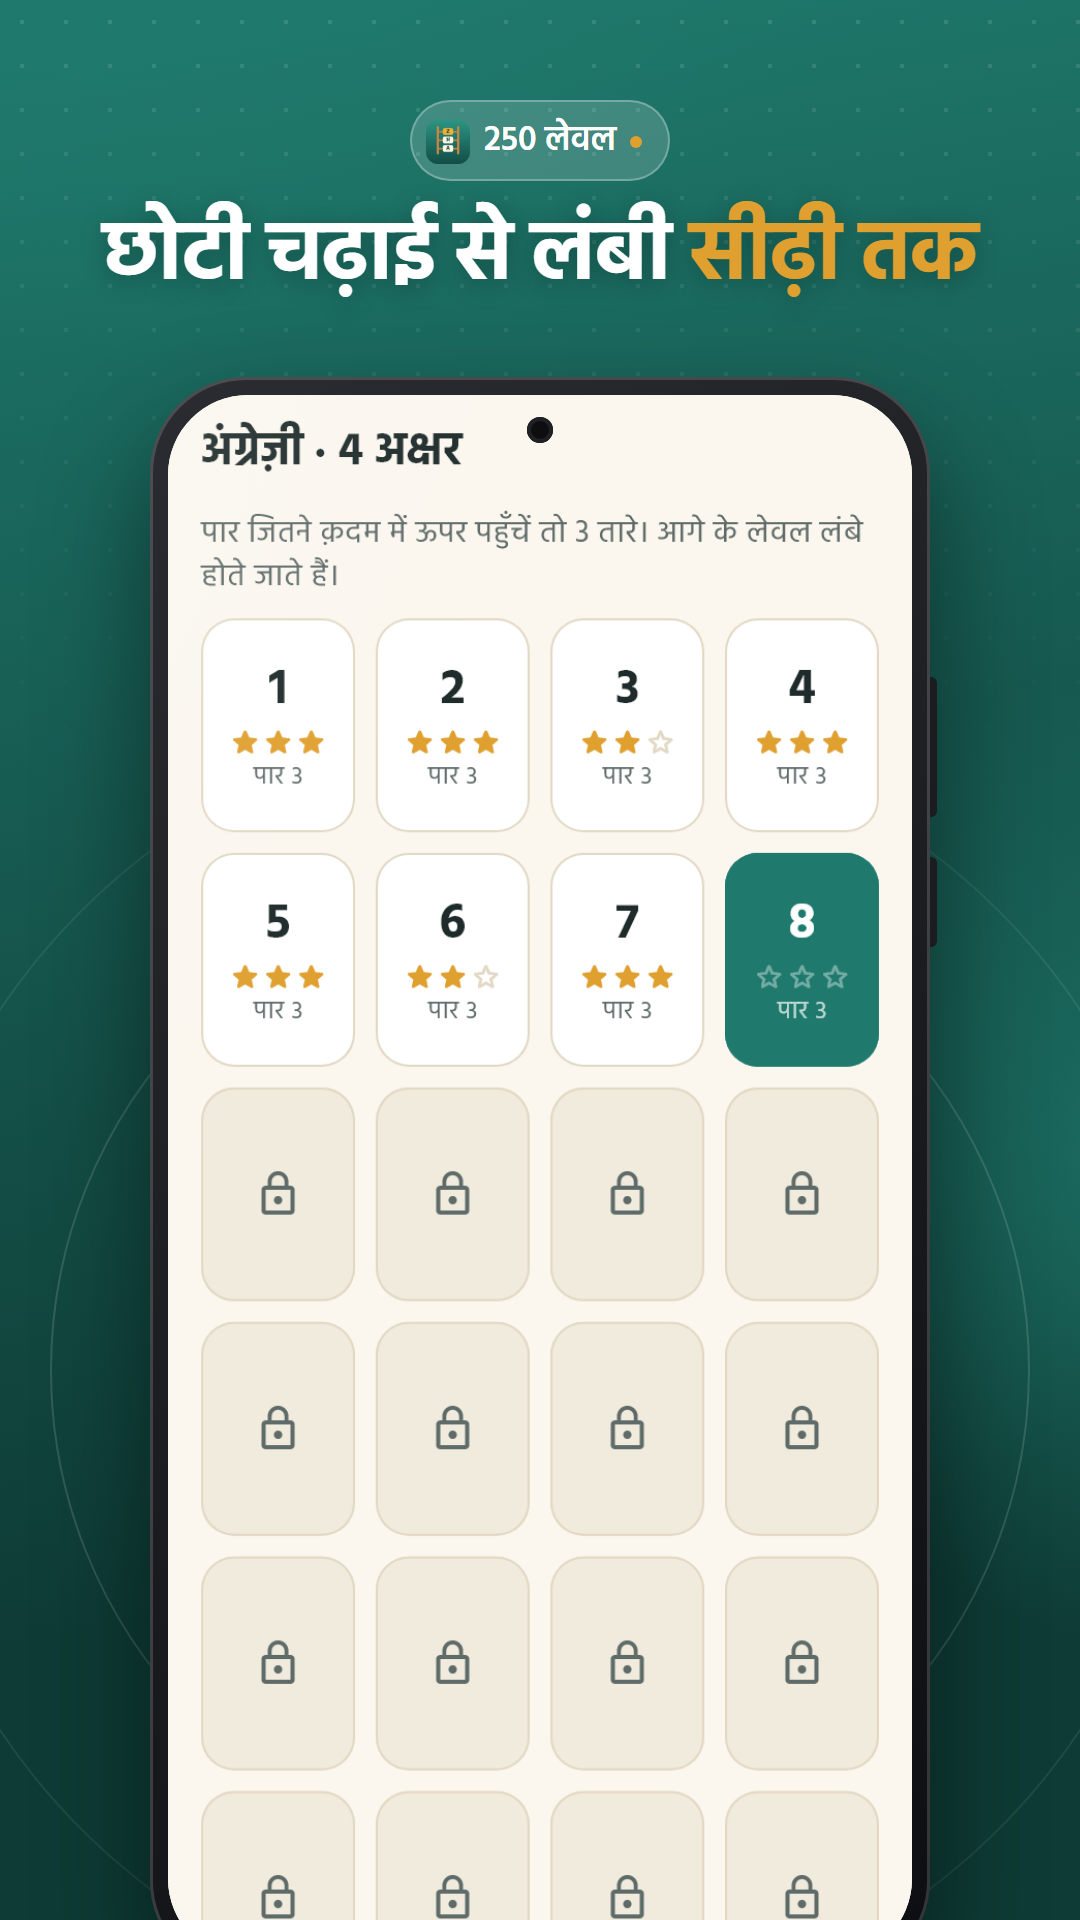 250 लेवल
छोटी चढ़ाई से लंबी सीढ़ी तक
अंग्रेज़ी · 4 अक्षर
पार जितने क़दम में ऊपर पहुँचें तो 3 तारे। आगे के लेवल लंबे
होते जाते हैं।
1 2 3 4
पार 3 पार 3 पार 3 पार 3
5 6 7 8
पार 3 पार 3 पार 3 पार 3